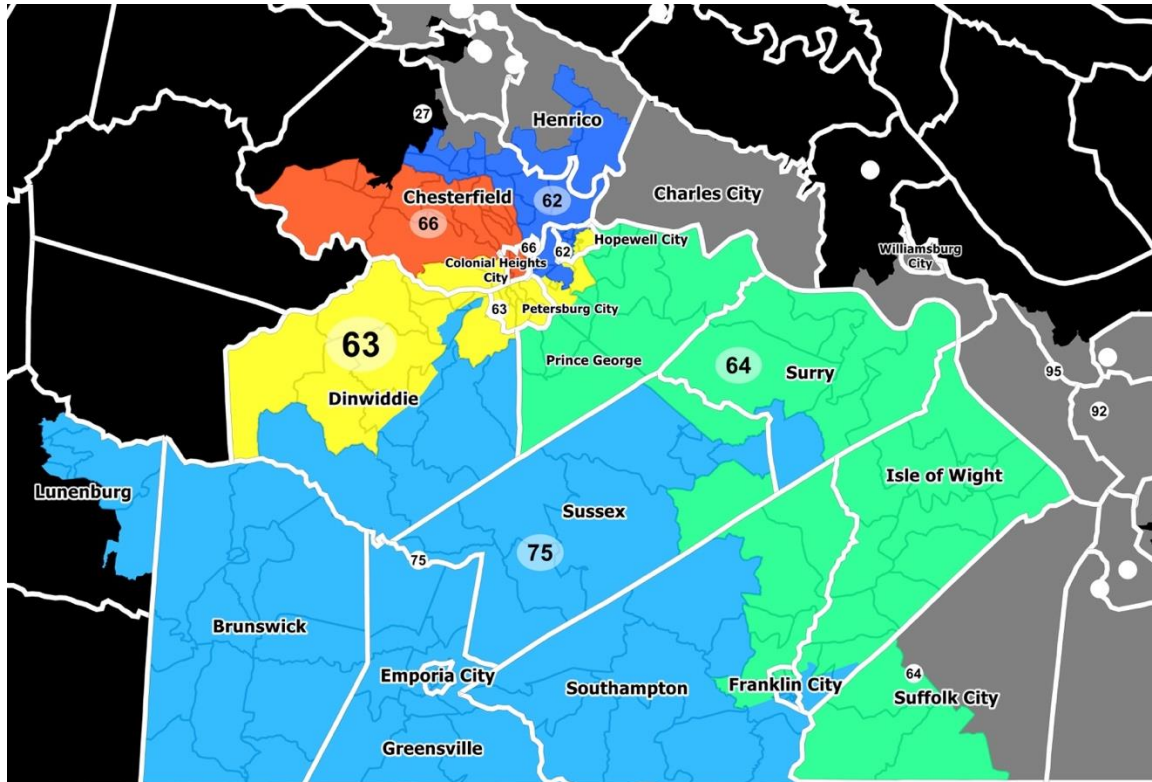 27
Henrico
Chesterfield
62
Charles City
66
Hopewell City
66
62
Williamsburg
City
Colonial Heights
City
63
Petersburg City
63
Prince George
64
Surry
95
Dinwiddie
92
Isle of Wight
Lunenburg
Sussex
75
75
Brunswick
Emporia City
Southampton
Franklin City
64
Suffolk City
Greensville